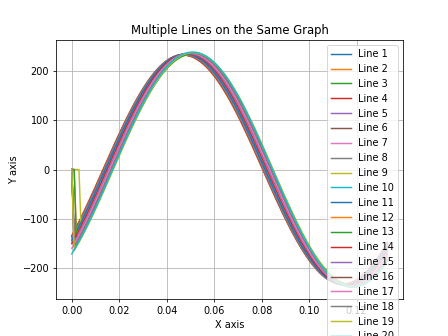 Multiple Lines on the Same Graph
Y axis
200
100
0
−100
−200
0.00
0.02
0.04
0.06
0.08
0.10
X axis
Line 1
Line 2
Line 3
Line 4
Line 5
Line 6
Line 7
Line 8
Line 9
Line 10
Line 11
Line 12
Line 13
Line 14
Line 15
Line 16
Line 17
Line 18
Line 19
Line 20